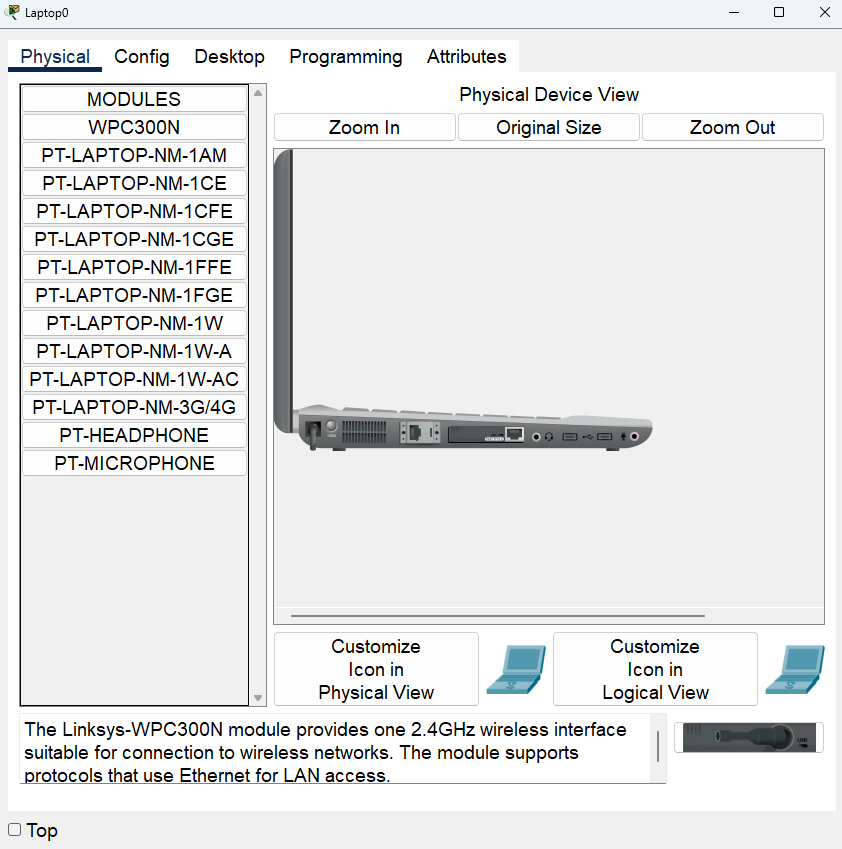 Laptop0
Physical
Config
Desktop
Programming
Attributes
MODULES
WPC300N
PT-LAPTOP-NM-1AM
PT-LAPTOP-NM-1CE
PT-LAPTOP-NM-1CFE
PT-LAPTOP-NM-1CGE
PT-LAPTOP-NM-1FFE
PT-LAPTOP-NM-1FGE
PT-LAPTOP-NM-1W
PT-LAPTOP-NM-1W-A
PT-LAPTOP-NM-1W-AC
PT-LAPTOP-NM-3G/4G
PT-HEADPHONE
PT-MICROPHONE
Physical Device View
Zoom In
Original Size
Zoom Out
Customize
Icon in
Physical View
Customize
Icon in
Logical View
The Linksys-WPC300N module provides one 2.4GHz wireless interface
suitable for connection to wireless networks. The module supports
protocols that use Ethernet for LAN access.
LINK
Top